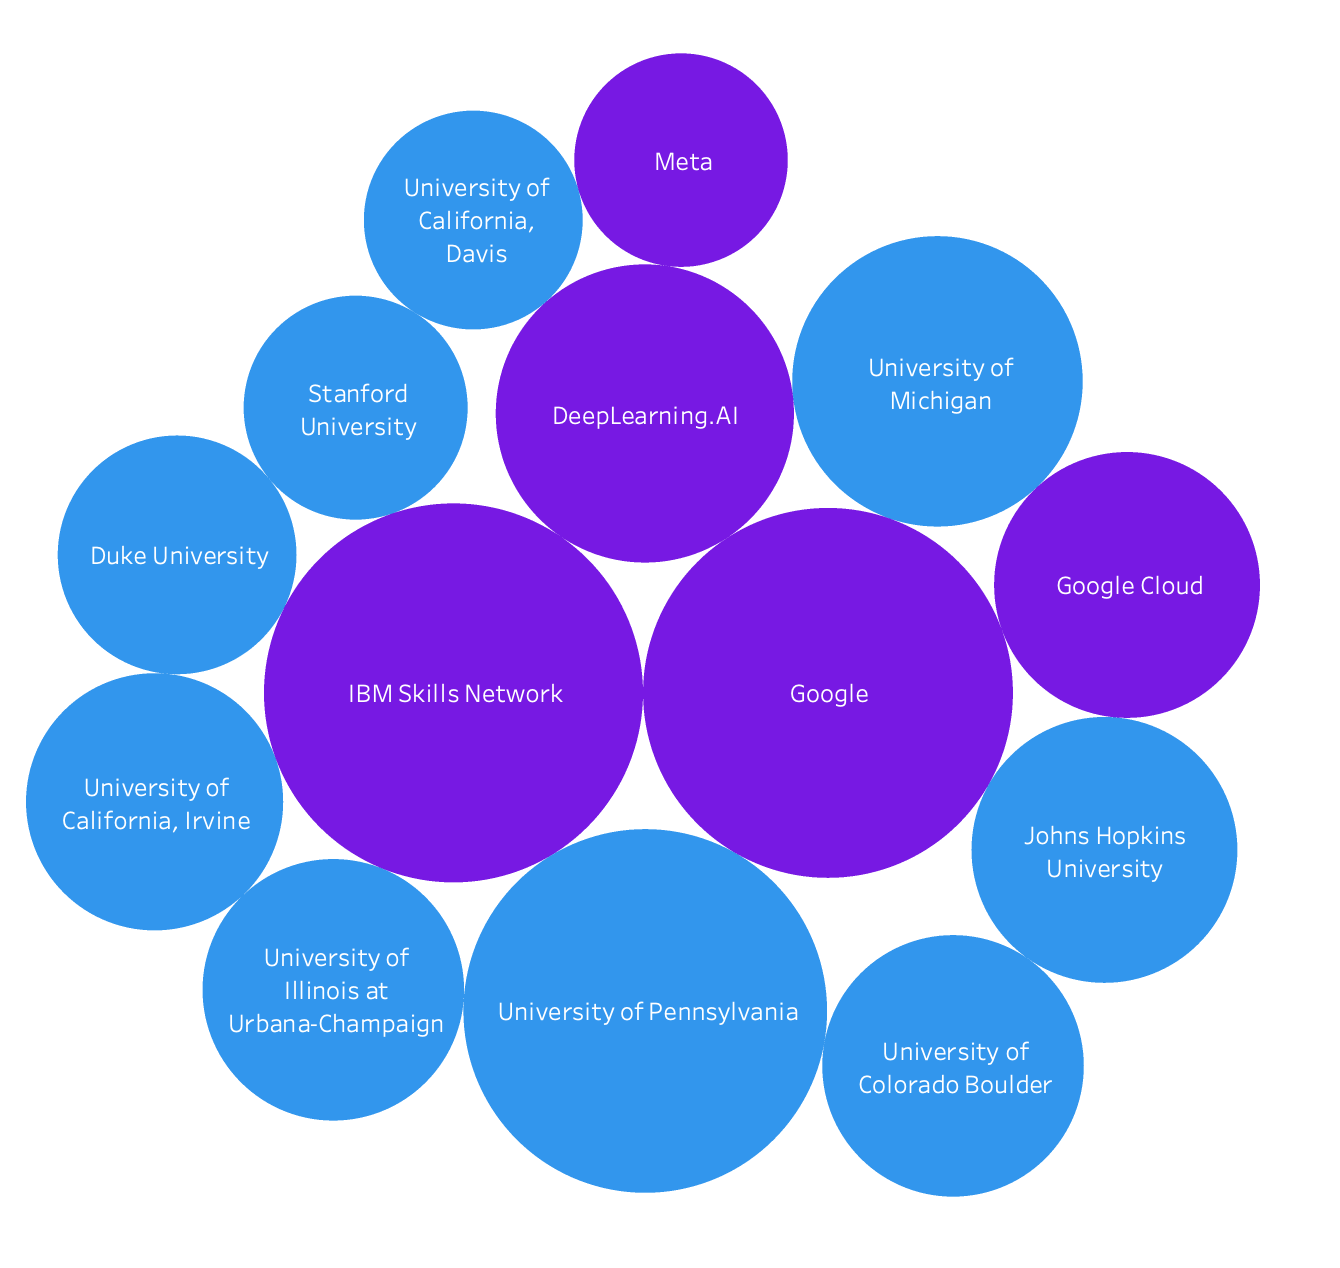 Meta
University of
California,
Davis
University of
Michigan
Stanford
University
DeepLearning.AI
Duke University
Google Cloud
IBM Skills Network
Google
University of
California, Irvine
Johns Hopkins
University
University of
Illinois at
Urbana-Champaign
University of Pennsylvania
University of
Colorado Boulder